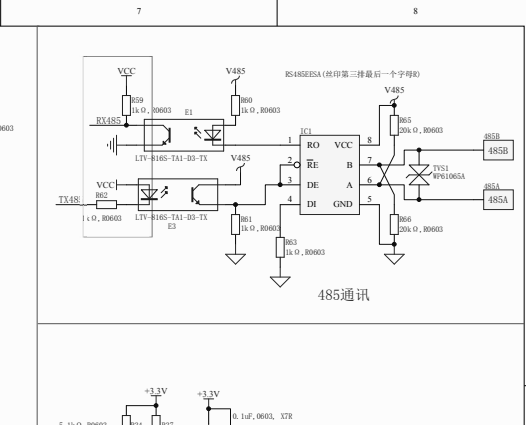 7
8
0603
VCC
V485
RS485EESA(丝印第三排最后一个字母R)
V485
R59
1kΩ,R0603
E1
R60
1kΩ,R0603
RX485
R65
20kΩ,R0603
IC1
1 RO VCC 8
2 RE B 7
3 DE A 6
4 DI GND 5
485B
485B
TVS1
WP61065A
485A
485A
LTV-816S-TA1-D3-TX
V485
VCC
R62
TX485
1kΩ,R0603
LTV-816S-TA1-D3-TX
E3
R61
1kΩ,R0603
R66
20kΩ,R0603
R63
1kΩ,R0603
485通讯
+3.3V
+3.3V
0.1uF,0603, X7R
5.1kΩ,R0603